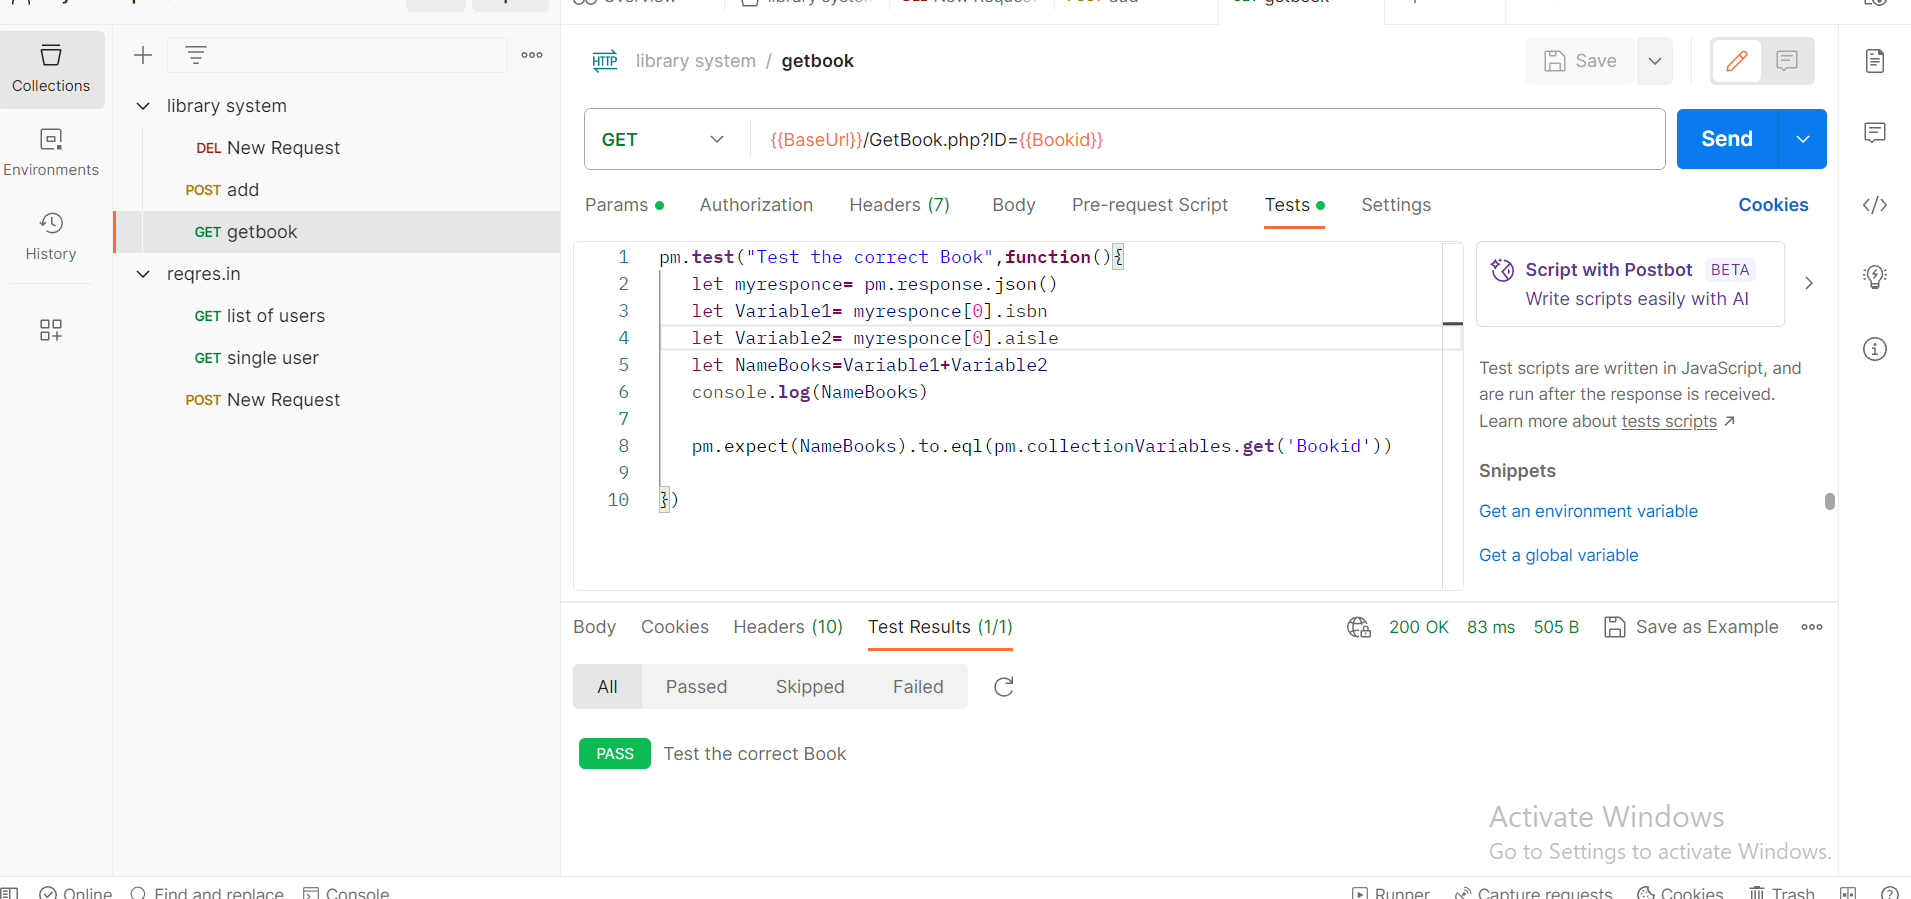 Collections
Environments
History
library system
DEL New Request
POST add
GET getbook
reqres.in
GET list of users
GET single user
POST New Request
HTTP library system / getbook
Save
GET {{BaseUrl}}/GetBook.php?ID={{Bookid}}
Send
Params Authorization Headers (7) Body Pre-request Script Tests Settings Cookies
1 pm.test("Test the correct Book",function(){
2 let myresponce= pm.response.json()
3 let Variable1= myresponce[0].isbn
4 let Variable2= myresponce[0].aisle
5 let NameBooks=Variable1+Variable2
6 console.log(NameBooks)
7
8 pm.expect(NameBooks).to.eql(pm.collectionVariables.get('Bookid'))
9
10 })
Script with Postbot BETA
Write scripts easily with AI
Test scripts are written in JavaScript, and
are run after the response is received.
Learn more about tests scripts ↗
Snippets
Get an environment variable
Get a global variable
Body Cookies Headers (10) Test Results (1/1) 200 OK 83 ms 505 B Save as Example
All Passed Skipped Failed
PASS Test the correct Book
Activate Windows
Go to Settings to activate Windows.
Online Find and replace Console Runner Capture requests Cookies Trash